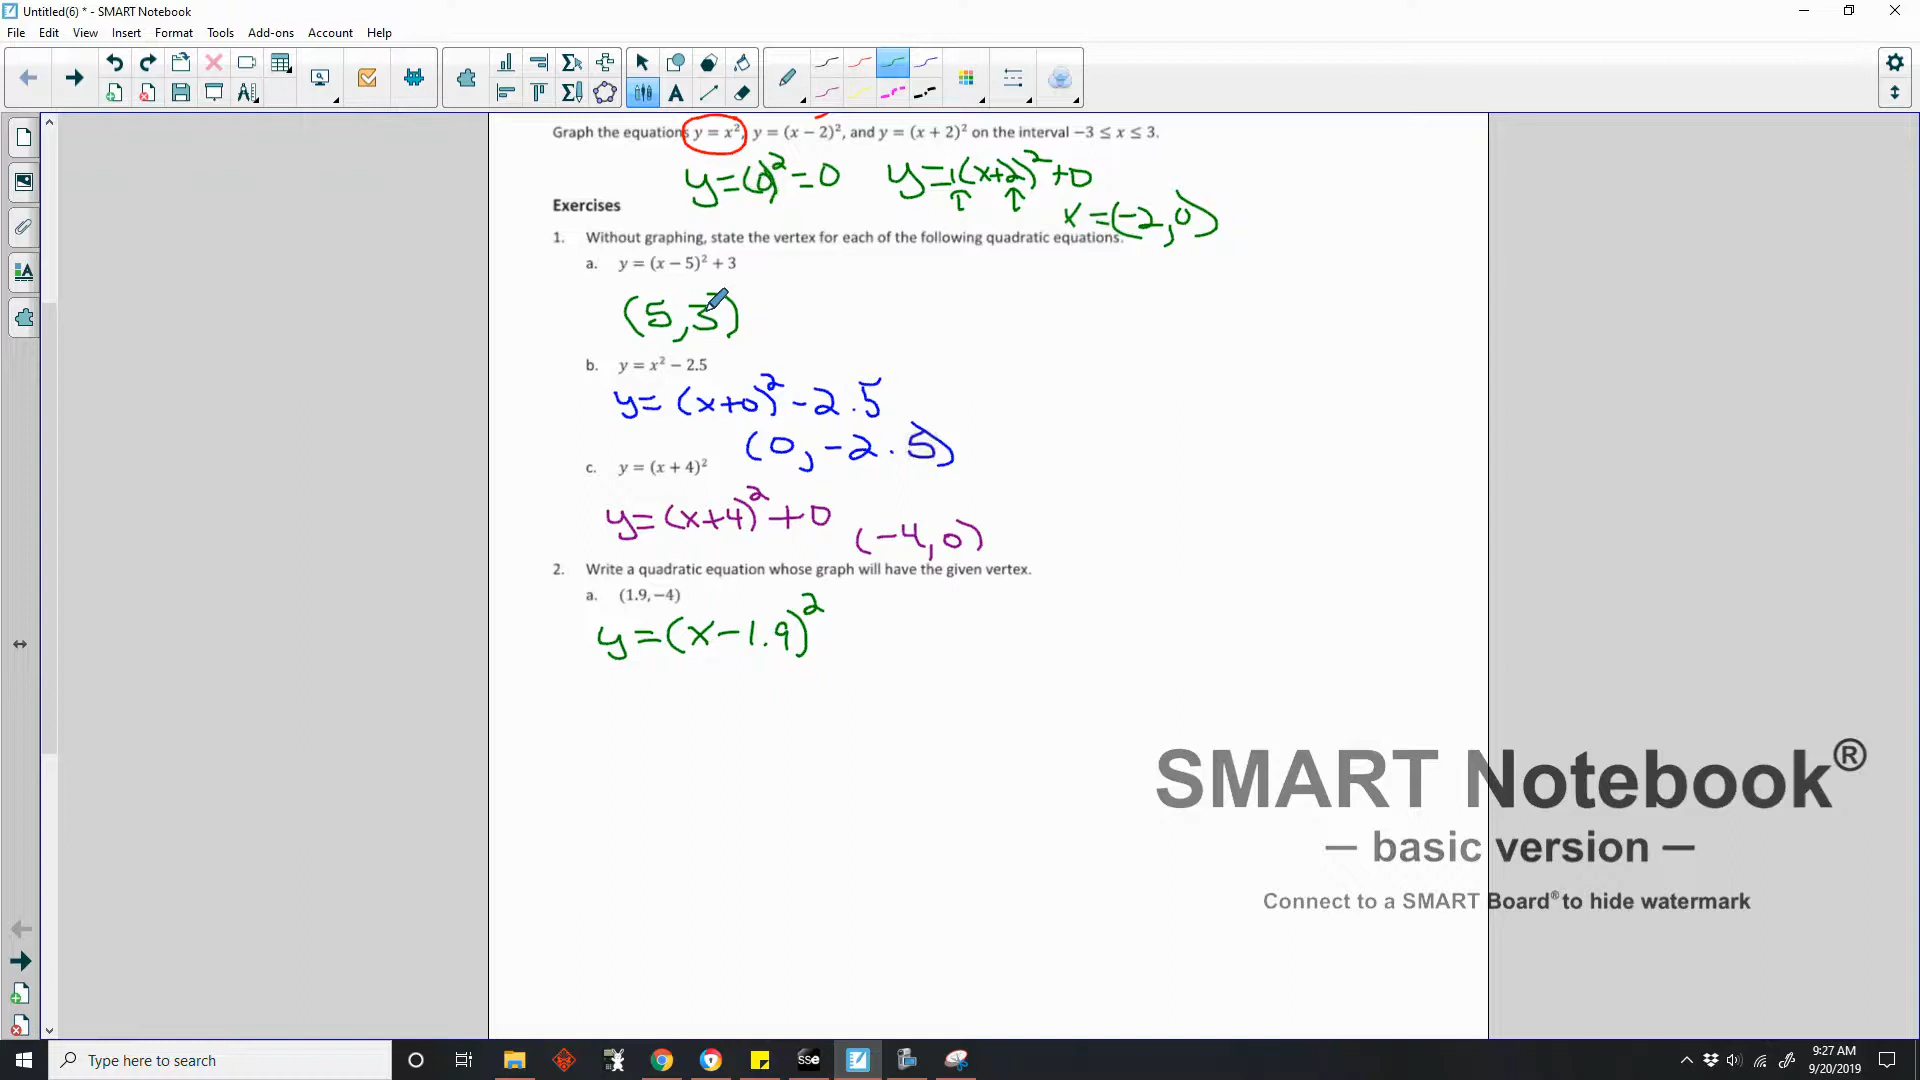 Untitled(6) * - SMART Notebook
File Edit View Insert Format Tools Add-ons Account Help
Graph the equations y = x², y = (x − 2)², and y = (x + 2)² on the interval −3 ≤ x ≤ 3.
y=(0)²=0 y=1(x+2)²+0
x=(-2,0)
Exercises
1. Without graphing, state the vertex for each of the following quadratic equations.
a. y = (x − 5)² + 3
(5,3)
b. y = x² − 2.5
y=(x+0)²-2.5
(0,-2.5)
c. y = (x + 4)²
y=(x+4)²+0 (-4,0)
2. Write a quadratic equation whose graph will have the given vertex.
a. (1.9, −4)
y=(x-1.9)²
SMART Notebook®
— basic version —
Connect to a SMART Board® to hide watermark
Type here to search
SSe
9:27 AM
9/20/2019